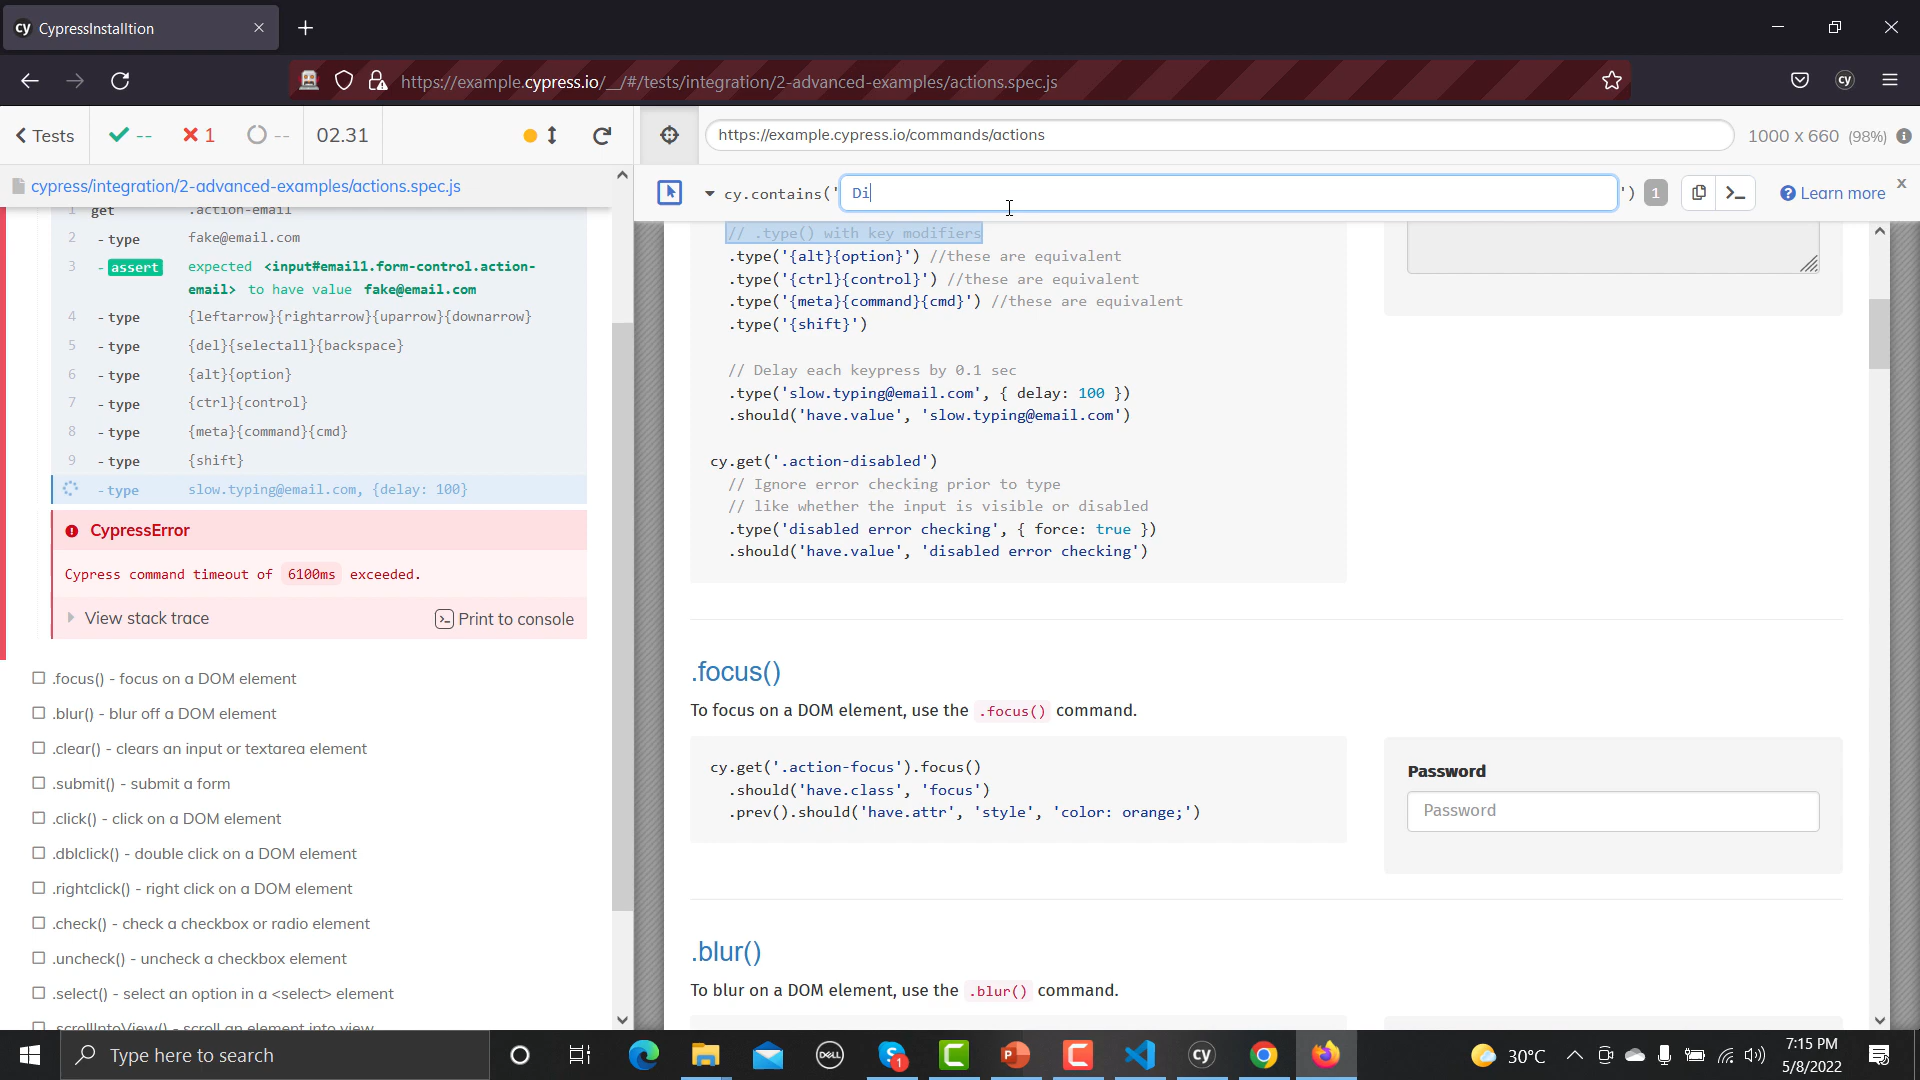 CypressInstalltion
https://example.cypress.io/__/#/tests/integration/2-advanced-examples/actions.spec.js
Tests
--
1
--
02.31
https://example.cypress.io/commands/actions
1000 x 660 (98%)
cypress/integration/2-advanced-examples/actions.spec.js
cy.contains('Di')
1
Learn more
x
1 get .action-email
2 - type fake@email.com
3 - assert expected <input#email1.form-control.action-
email> to have value fake@email.com
4 - type {leftarrow}{rightarrow}{uparrow}{downarrow}
5 - type {del}{selectall}{backspace}
6 - type {alt}{option}
7 - type {ctrl}{control}
8 - type {meta}{command}{cmd}
9 - type {shift}
- type slow.typing@email.com, {delay: 100}
CypressError
Cypress command timeout of 6100ms exceeded.
View stack trace
Print to console
.focus() - focus on a DOM element
.blur() - blur off a DOM element
.clear() - clears an input or textarea element
.submit() - submit a form
.click() - click on a DOM element
.dblclick() - double click on a DOM element
.rightclick() - right click on a DOM element
.check() - check a checkbox or radio element
.uncheck() - uncheck a checkbox element
.select() - select an option in a <select> element
.scrollIntoView() - scroll an element into view
// .type() with key modifiers
.type('{alt}{option}') //these are equivalent
.type('{ctrl}{control}') //these are equivalent
.type('{meta}{command}{cmd}') //these are equivalent
.type('{shift}')
// Delay each keypress by 0.1 sec
.type('slow.typing@email.com', { delay: 100 })
.should('have.value', 'slow.typing@email.com')
cy.get('.action-disabled')
// Ignore error checking prior to type
// like whether the input is visible or disabled
.type('disabled error checking', { force: true })
.should('have.value', 'disabled error checking')
.focus()
To focus on a DOM element, use the .focus() command.
cy.get('.action-focus').focus()
.should('have.class', 'focus')
.prev().should('have.attr', 'style', 'color: orange;')
Password
Password
.blur()
To blur on a DOM element, use the .blur() command.
Type here to search
DELL
1
cy
30°C
7:15 PM
5/8/2022